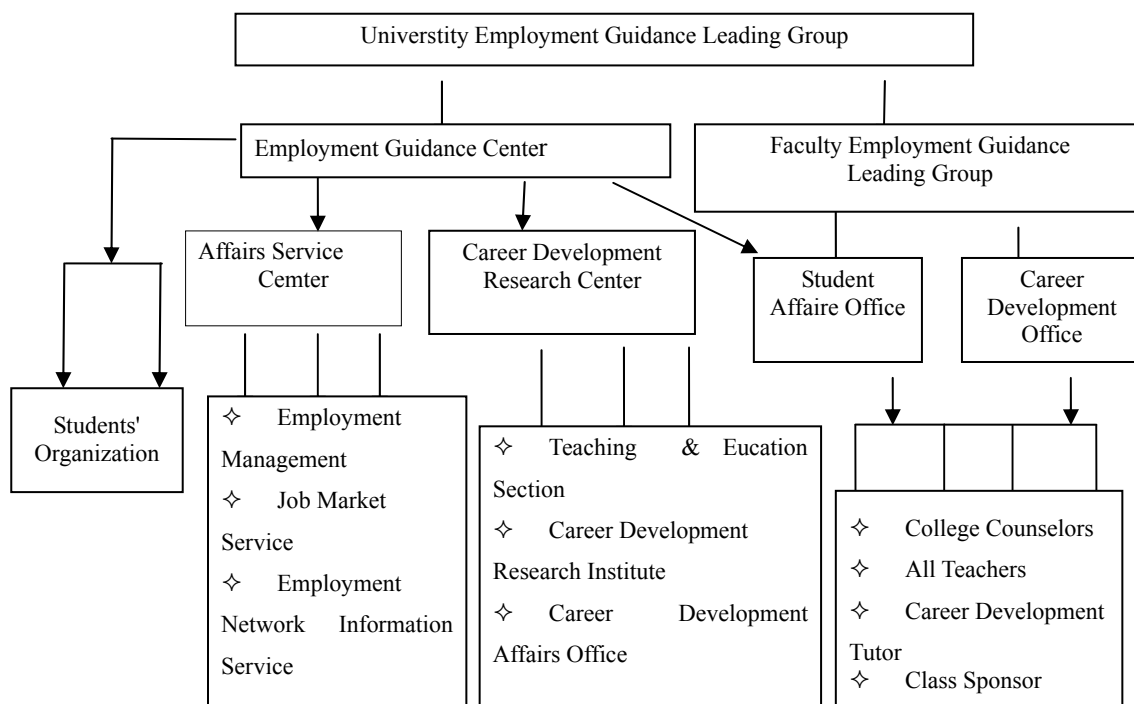 Universtity Employment Guidance Leading Group
Employment Guidance Center
Faculty Employment Guidance
Leading Group
Affairs Service
Cemter
Career Development
Research Center
Student
Affaire Office
Career
Development
Office
Students'
Organization
✧ Employment
Management
✧ Job Market
Service
✧ Employment
Network Information
Service
✧ Teaching & Eucation
Section
✧ Career Development
Research Institute
✧ Career Development
Affairs Office
✧ College Counselors
✧ All Teachers
✧ Career Development
Tutor
✧ Class Sponsor